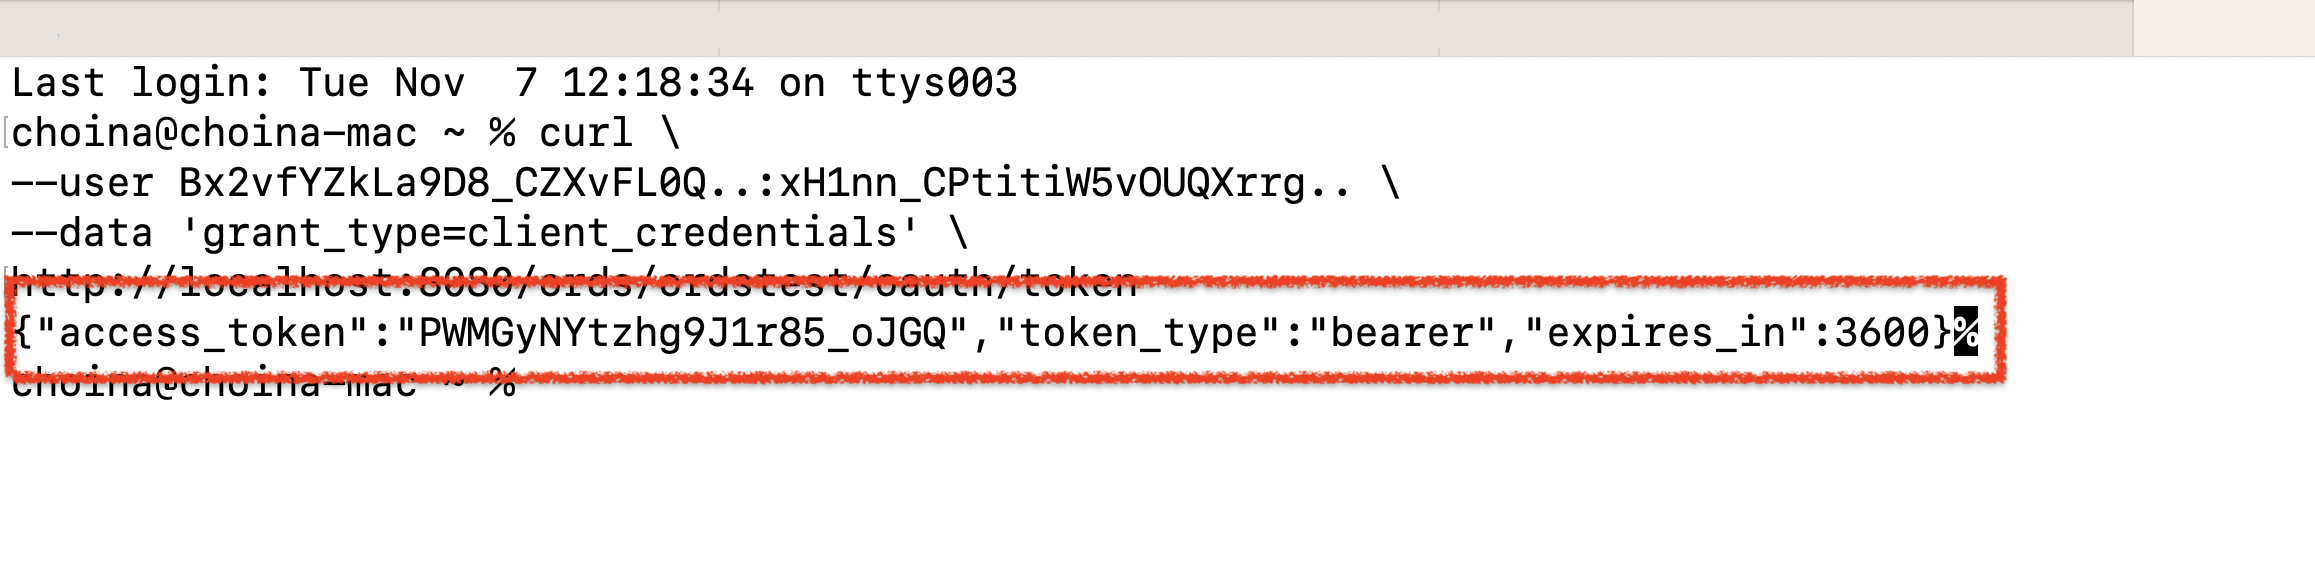 Last login: Tue Nov  7 12:18:34 on ttys003
choina@choina-mac ~ % curl \
--user Bx2vfYZkLa9D8_CZXvFL0Q..:xH1nn_CPtitiW5vOUQXrrg.. \
--data 'grant_type=client_credentials' \
http://localhost:8080/ords/ordstest/oauth/token
{"access_token":"PWMGyNYtzhg9J1r85_oJGQ","token_type":"bearer","expires_in":3600}%
choina@choina-mac ~ %